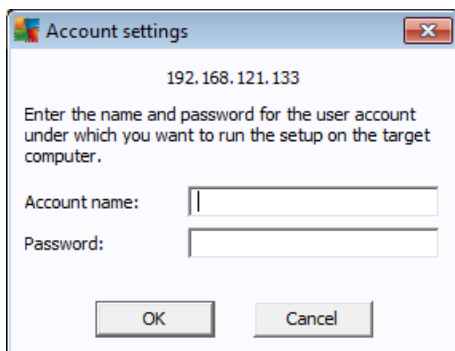 Account settings
192.168.121.133
Enter the name and password for the user account
under which you want to run the setup on the target
computer.
Account name:
Password:
OK
Cancel